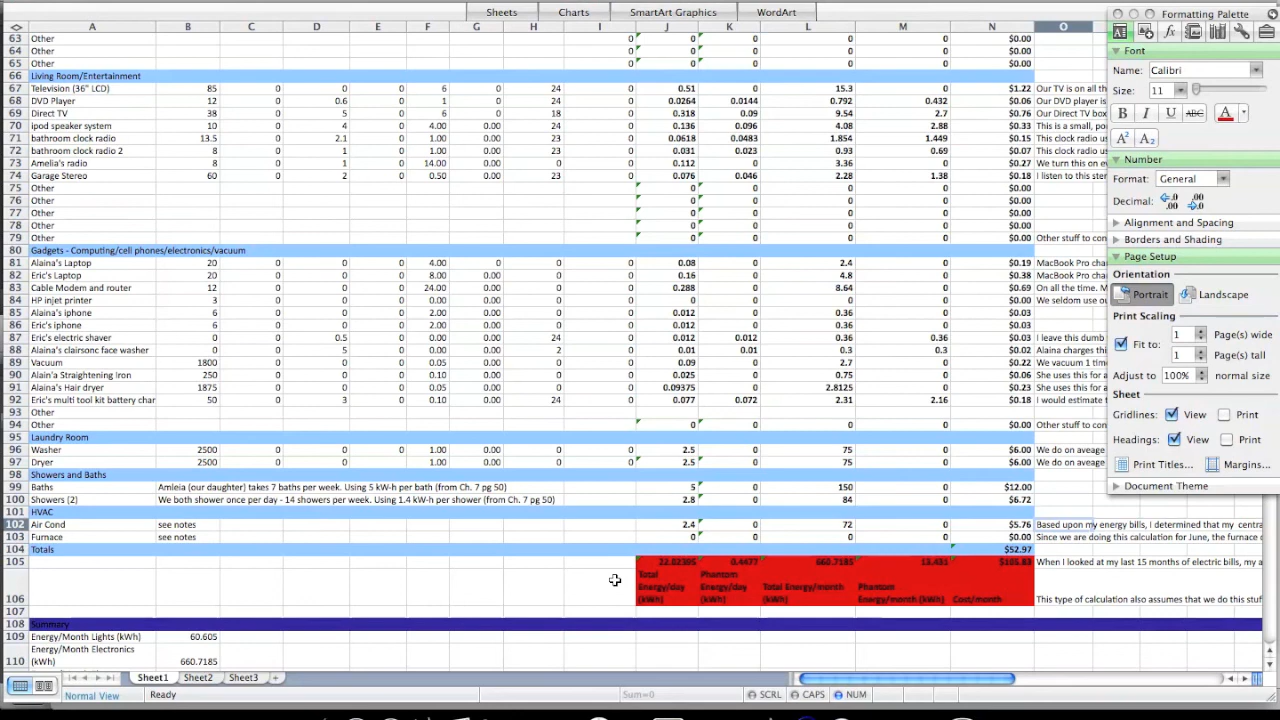 Sheets Charts SmartArt Graphics WordArt
Formatting Palette
A B C D E F G H I J K L M N O
63 Other 0 0 0 0 0 $0.00
64 Other 0 0 0 0 0 $0.00
65 Other 0 0 0 0 0 $0.00
66 Living Room/Entertainment
67 Television (36" LCD) 85 0 0 6 0 24 0 0.51 0 15.3 0 $1.22 Our TV is on all th
68 DVD Player 12 0 0.6 0 1 0 24 0 0.0264 0.0144 0.792 0.432 $0.06 Our DVD player is
69 Direct TV 38 0 5 0 6 0 18 0 0.318 0.09 9.54 2.7 $0.76 Our Direct TV box
70 ipod speaker system 10 0 4 0 4.00 0 24 0 0.136 0.096 4.08 2.88 $0.33 This is a small, po
71 bathroom clock radio 13.5 0 2.1 0 1.00 0 23 0 0.0618 0.0483 1.449 $0.15 This clock radio u
72 bathroom clock radio 2 8 0 1 0 1.00 0 23 0 0.031 0.023 0.93 0.69 $0.07 This clock radio u
73 Amelia's radio 8 0 1 0 14.00 0 0 0.112 0 3.36 0 $0.27 We turn this on ev
74 Garage Stereo 60 0 2 0 0.50 0 23 0 0.076 0.046 2.28 1.38 $0.18 I listen to this ster
75 Other 0 0 0 0 $0.00
76 Other 0 0 0 0 $0.00
77 Other 0 0 0 0 $0.00
78 Other 0 0 0 0 $0.00
79 Other 0 0 0 0 $0.00 Other stuff to con
80 Gadgets - Computing/cell phones/electronics/vacuum
81 Alaina's Laptop 20 0 0 0 4.00 0.00 0 0 0.08 0 2.4 0 $0.19 MacBook Pro cha
82 Eric's Laptop 20 0 0 0 8.00 0.00 0 0 0.16 0 4.8 0 $0.38 MacBook Pro cha
83 Cable Modem and router 12 0 0 0 24.00 0.00 0 0 0.288 0 8.64 0 $0.69 On all the time. M
84 HP injet printer 3 0 0 0 0 0.00 0 0 0 0 0 0 $0.00 We seldom use ou
85 Alaina's iphone 6 0 0 0 2.00 0.00 0 0 0.012 0 0.36 0 $0.03
86 Eric's iphone 6 0 0 0 2.00 0.00 0 0 0.012 0 0.36 0 $0.03
87 Eric's electric shaver 0 0.5 0 0 0.00 24 0 0.012 0.012 0.36 0.36 $0.03 I leave this dumb
88 Alaina's clairsonc face washer 0 5 0 0 0.00 2 0 0.01 0.01 0.3 0.3 $0.02 Alaina charges thi
89 Vacuum 1800 0 0 0 0.05 0.00 0 0 0.09 0 2.7 0 $0.22 We vacuum 1 time
90 Alain'a Straightening Iron 250 0 0 0 0.10 0.00 0 0 0.025 0 0.75 0 $0.06 She uses this for a
91 Alaina's Hair dryer 1875 0 0 0 0.05 0.00 0 0 0.09375 0 2.8125 0 $0.23 She uses this for a
92 Eric's multi tool kit battery char 50 0 3 0 0.10 0.00 24 0 0.077 0.072 2.31 2.16 $0.18 I would estimate t
93 Other
94 Other 0 0 0 0 $0.00 Other stuff to con
95 Laundry Room
96 Washer 2500 0 0 0 1.00 0.00 0 0 2.5 0 75 0 $6.00 We do on aveage
97 Dryer 2500 1.00 0.00 0 2.5 0 75 0 $6.00 We do on aveage
98 Showers and Baths
99 Baths Amleia (our daughter) takes 7 baths per week. Using 5 kW-h per bath (from Ch. 7 pg 50) 5 0 150 0 $12.00
100 Showers (2) We both shower once per day - 14 showers per week. Using 1.4 kW-h per shower (from Ch. 7 pg 50) 2.8 0 84 0 $6.72
101 HVAC
102 Air Cond see notes 2.4 0 72 0 $5.76 Based upon my energy bills, I determined that my centra
103 Furnace see notes 0 0 0 0 $0.00 Since we are doing this calculation for June, the furnace
104 Totals $52.97
105 22.02395 0.4477 660.7185 13.431 When I looked at my last 15 months of electric bills, my a
106 Total Energy/day (kWh) Phantom Energy/day (kWh) Total Energy/month (kWh) Phantom Energy/month (kWh) Cost/month This type of calculation also assumes that we do this stuf
107
108 Summary
109 Energy/Month Lights (kWh) 60.605
110 Energy/Month Electronics (kWh) 660.7185
Sheet1 Sheet2 Sheet3 +
Normal View Ready Sum=0 SCRL CAPS NUM
Font
Name: Calibri
Size: 11
B I U ABC A
A² A₂
Number
Format: General
Decimal: .0 .00 .00 .0
Alignment and Spacing
Borders and Shading
Page Setup
Orientation
Portrait Landscape
Print Scaling
Fit to: 1 Page(s) wide
1 Page(s) tall
Adjust to 100% normal size
Sheet
Gridlines: View Print
Headings: View Print
Print Titles... Margins...
Document Theme